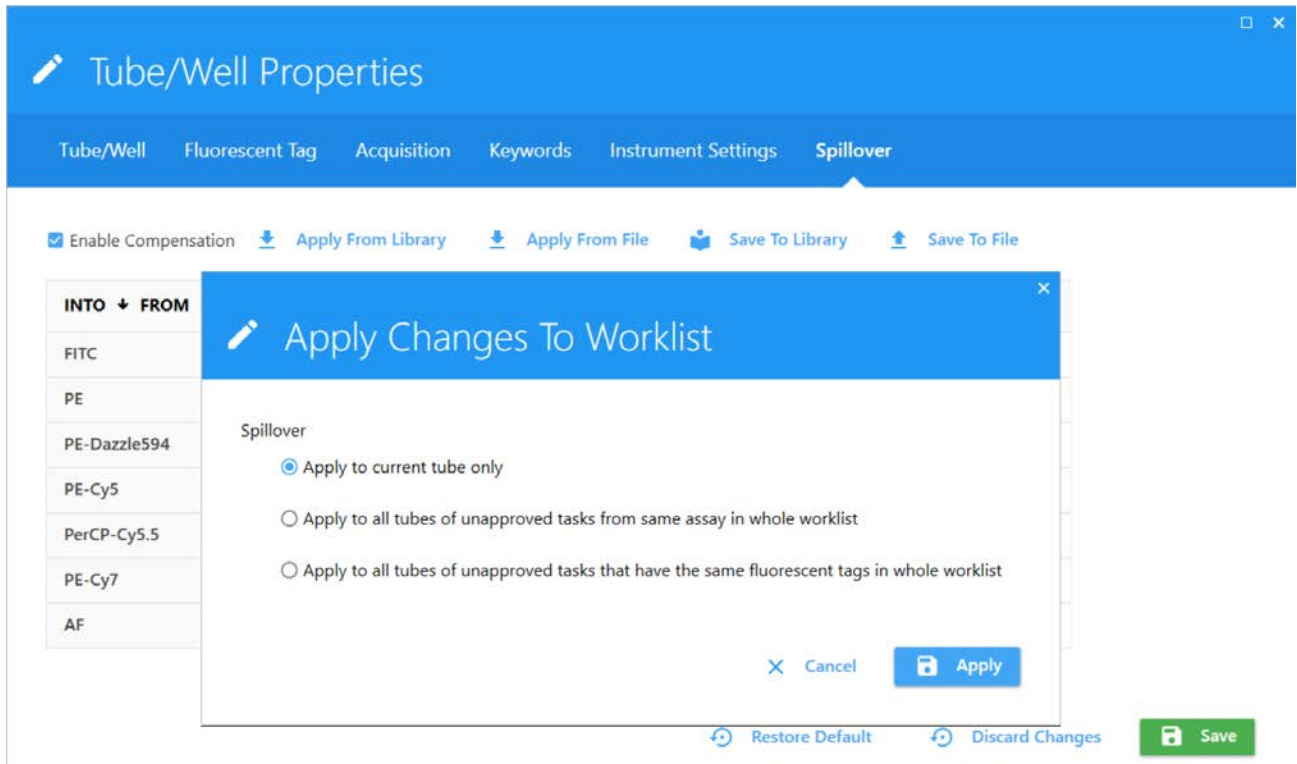 Tube/Well Properties
Tube/Well Fluorescent Tag Acquisition Keywords Instrument Settings Spillover
Enable Compensation Apply From Library Apply From File Save To Library Save To File
INTO ↓ FROM
FITC
PE
PE-Dazzle594
PE-Cy5
PerCP-Cy5.5
PE-Cy7
AF
Apply Changes To Worklist
Spillover
Apply to current tube only
Apply to all tubes of unapproved tasks from same assay in whole worklist
Apply to all tubes of unapproved tasks that have the same fluorescent tags in whole worklist
Cancel Apply
Restore Default Discard Changes Save